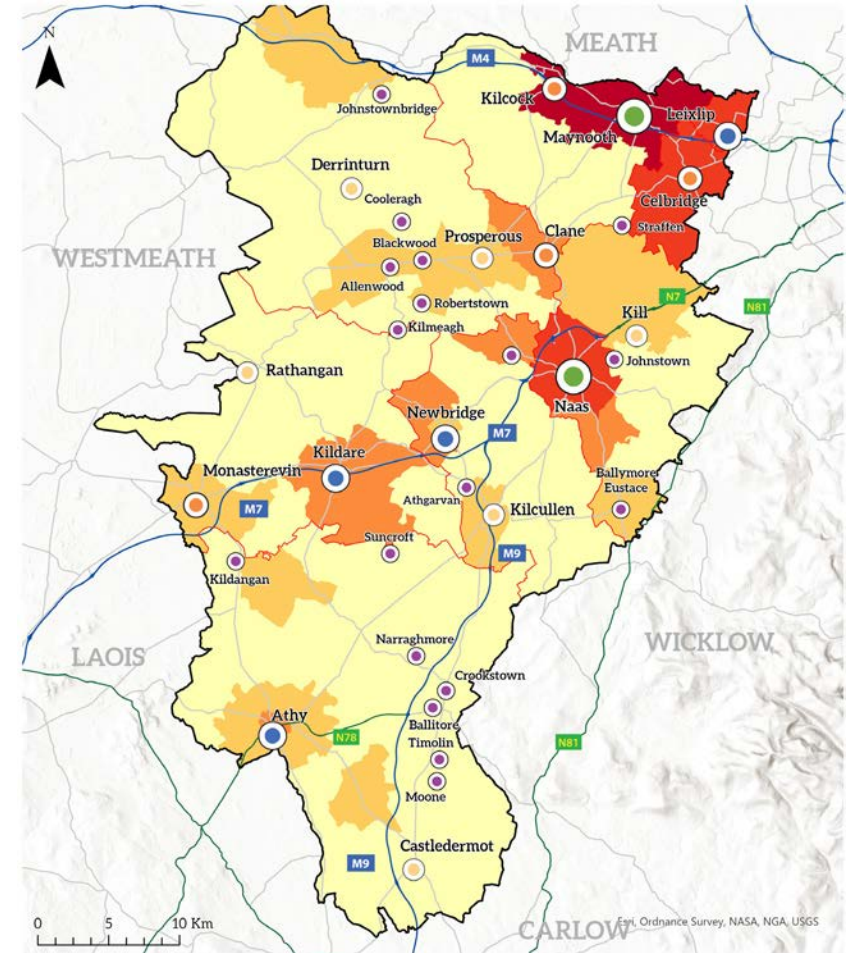 N
MEATH
M4
Kilcock
Leixlip
Johnstownbridge
Maynooth
Derrinturn
Celbridge
Cooleragh
Straffen
Clane
Prosperous
Blackwood
WESTMEATH
Allenwood
N7
N81
Robertstown
Kill
Kilmeagh
Johnstown
Rathangan
Naas
Newbridge
M7
Kildare
Monasterevin
Ballymore
Eustace
Athgarvan
M7
Kilcullen
Suncroft
M9
Kildangan
Narraghmore
WICKLOW
LAOIS
Crookstown
Athy
Ballitore
N78
N81
Timolin
Moone
Castledermot
M9
0 5 10 Km
CARLOW
Esri, Ordnance Survey, NASA, NGA, USGS